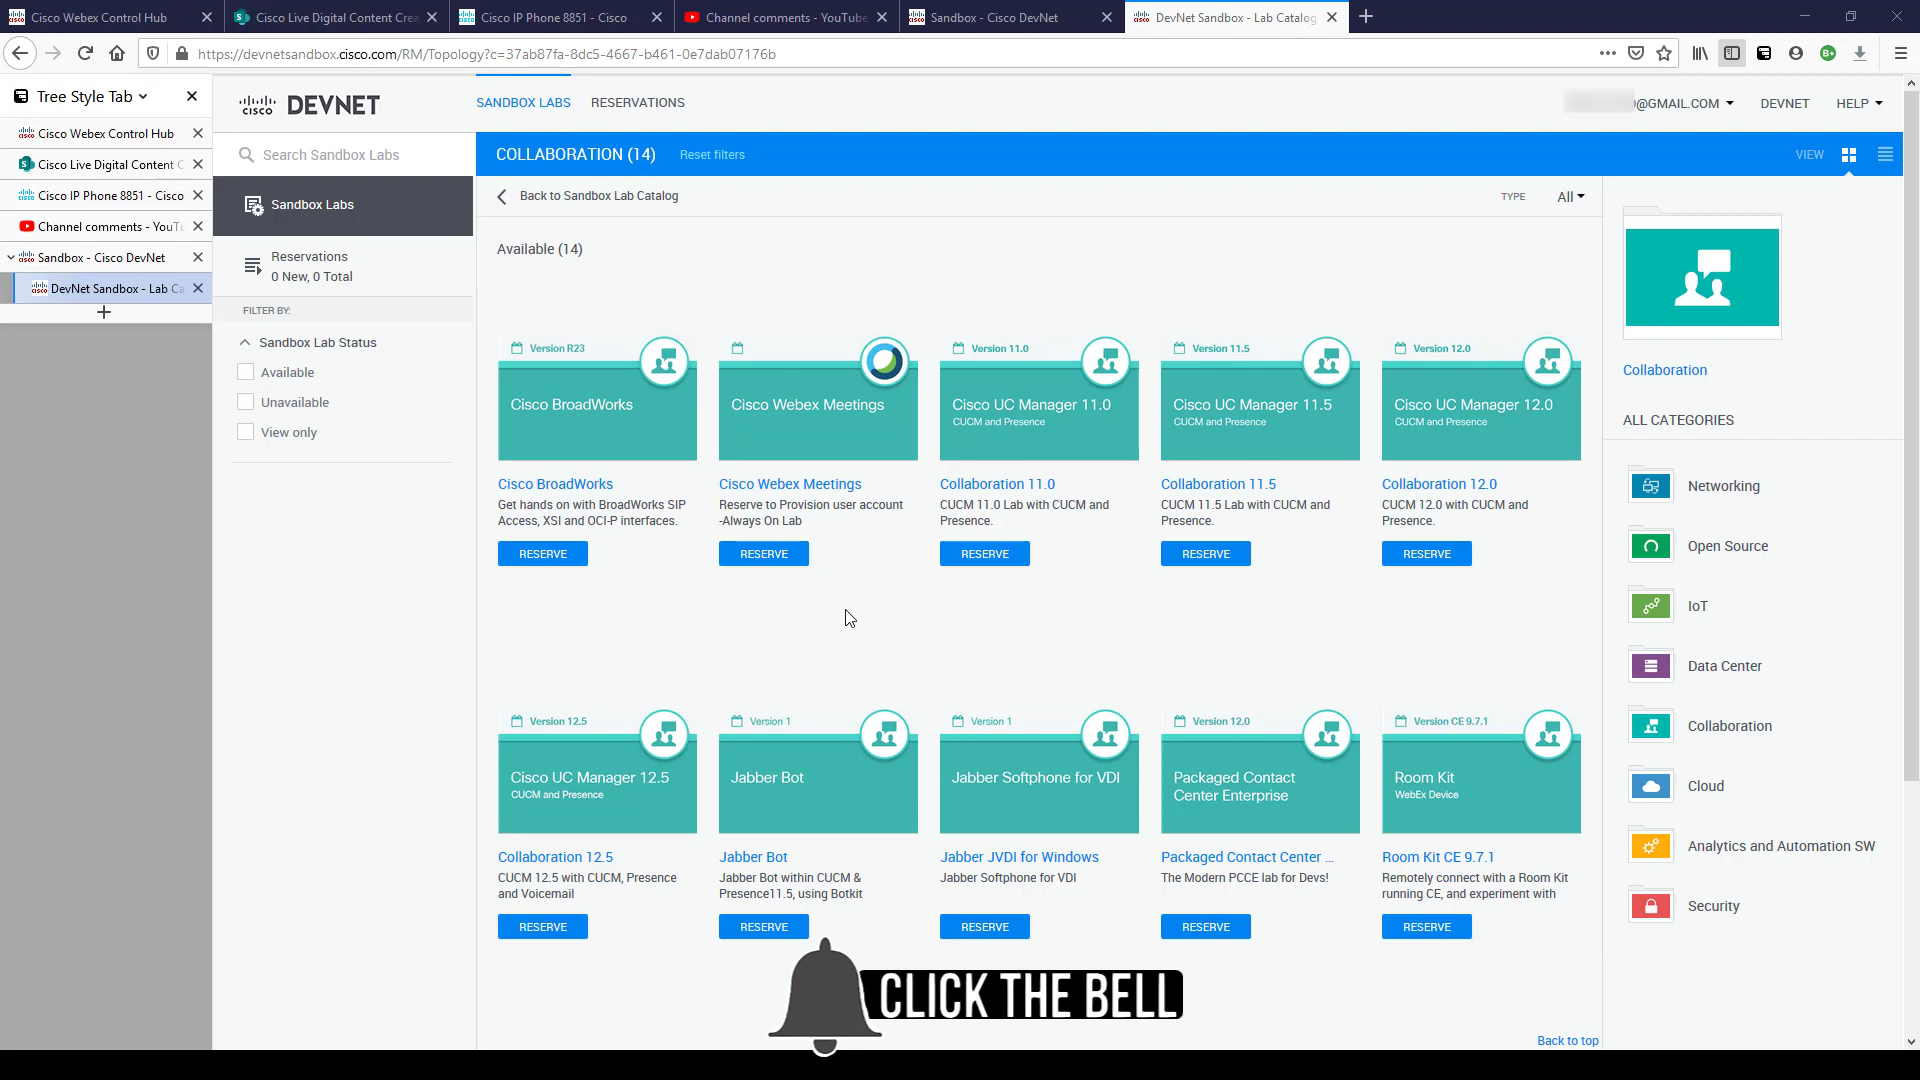 Cisco Webex Control Hub
Cisco Live Digital Content Crea
Cisco IP Phone 8851 - Cisco
Channel comments - YouTube
Sandbox - Cisco DevNet
DevNet Sandbox - Lab Catalog
https://devnetsandbox.cisco.com/RM/Topology?c=37ab87fa-8dc5-4667-b461-0e7dab07176b
Tree Style Tab
Cisco Webex Control Hub
Cisco Live Digital Content C
Cisco IP Phone 8851 - Cisco
Channel comments - YouTu
Sandbox - Cisco DevNet
DevNet Sandbox - Lab Ca
cisco DEVNET
SANDBOX LABS
RESERVATIONS
@GMAIL.COM
DEVNET
HELP
Search Sandbox Labs
Sandbox Labs
Reservations
0 New, 0 Total
FILTER BY:
Sandbox Lab Status
Available
Unavailable
View only
COLLABORATION (14)
Reset filters
VIEW
Back to Sandbox Lab Catalog
TYPE
All
Available (14)
Version R23
Cisco BroadWorks
Cisco BroadWorks
Get hands on with BroadWorks SIP
Access, XSI and OCI-P interfaces.
RESERVE
Cisco Webex Meetings
Cisco Webex Meetings
Reserve to Provision user account
-Always On Lab
RESERVE
Version 11.0
Cisco UC Manager 11.0
CUCM and Presence
Collaboration 11.0
CUCM 11.0 Lab with CUCM and
Presence.
RESERVE
Version 11.5
Cisco UC Manager 11.5
CUCM and Presence
Collaboration 11.5
CUCM 11.5 Lab with CUCM and
Presence.
RESERVE
Version 12.0
Cisco UC Manager 12.0
CUCM and Presence
Collaboration 12.0
CUCM 12.0 with CUCM and
Presence.
RESERVE
Version 12.5
Cisco UC Manager 12.5
CUCM and Presence
Collaboration 12.5
CUCM 12.5 with CUCM, Presence
and Voicemail
RESERVE
Version 1
Jabber Bot
Jabber Bot
Jabber Bot within CUCM &
Presence11.5, using Botkit
RESERVE
Version 1
Jabber Softphone for VDI
Jabber JVDI for Windows
Jabber Softphone for VDI
RESERVE
Version 12.0
Packaged Contact
Center Enterprise
Packaged Contact Center ...
The Modern PCCE lab for Devs!
RESERVE
Version CE 9.7.1
Room Kit
WebEx Device
Room Kit CE 9.7.1
Remotely connect with a Room Kit
running CE, and experiment with
RESERVE
Collaboration
ALL CATEGORIES
Networking
Open Source
IoT
Data Center
Collaboration
Cloud
Analytics and Automation SW
Security
CLICK THE BELL
Back to top